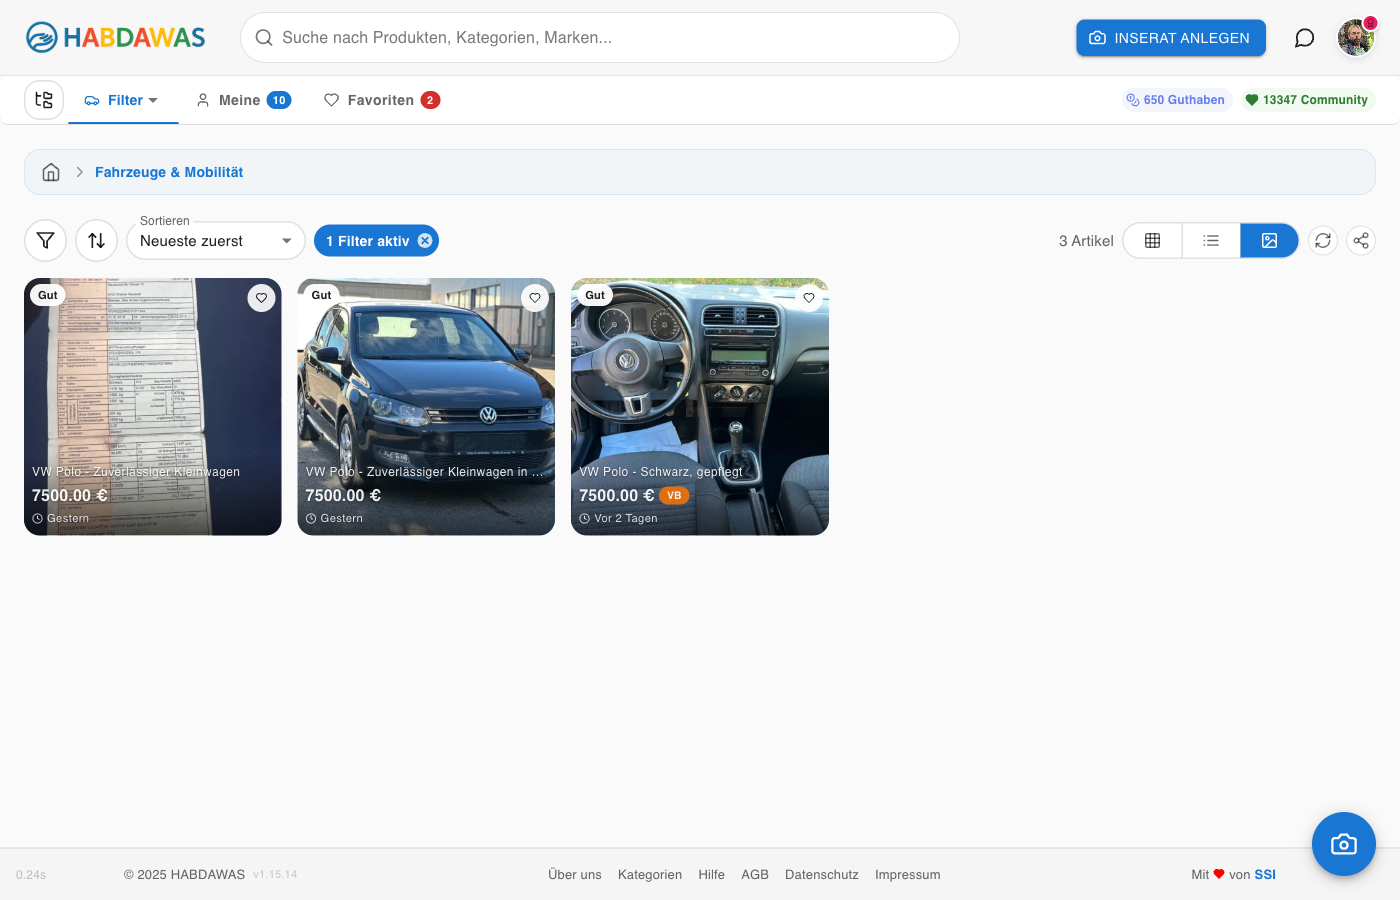 HABDAWAS
Suche nach Produkten, Kategorien, Marken...
INSERAT ANLEGEN
Filter
Meine 10
Favoriten 2
650 Guthaben
13347 Community
Fahrzeuge & Mobilität
Sortieren
Neueste zuerst
1 Filter aktiv
3 Artikel
Gut
VW Polo - Zuverlässiger Kleinwagen
7500.00 €
Gestern
Gut
VW Polo - Zuverlässiger Kleinwagen in ...
7500.00 €
Gestern
Gut
VW Polo - Schwarz, gepflegt
7500.00 € VB
Vor 2 Tagen
0.24s
© 2025 HABDAWAS v1.15.14
Über uns
Kategorien
Hilfe
AGB
Datenschutz
Impressum
Mit von SSI